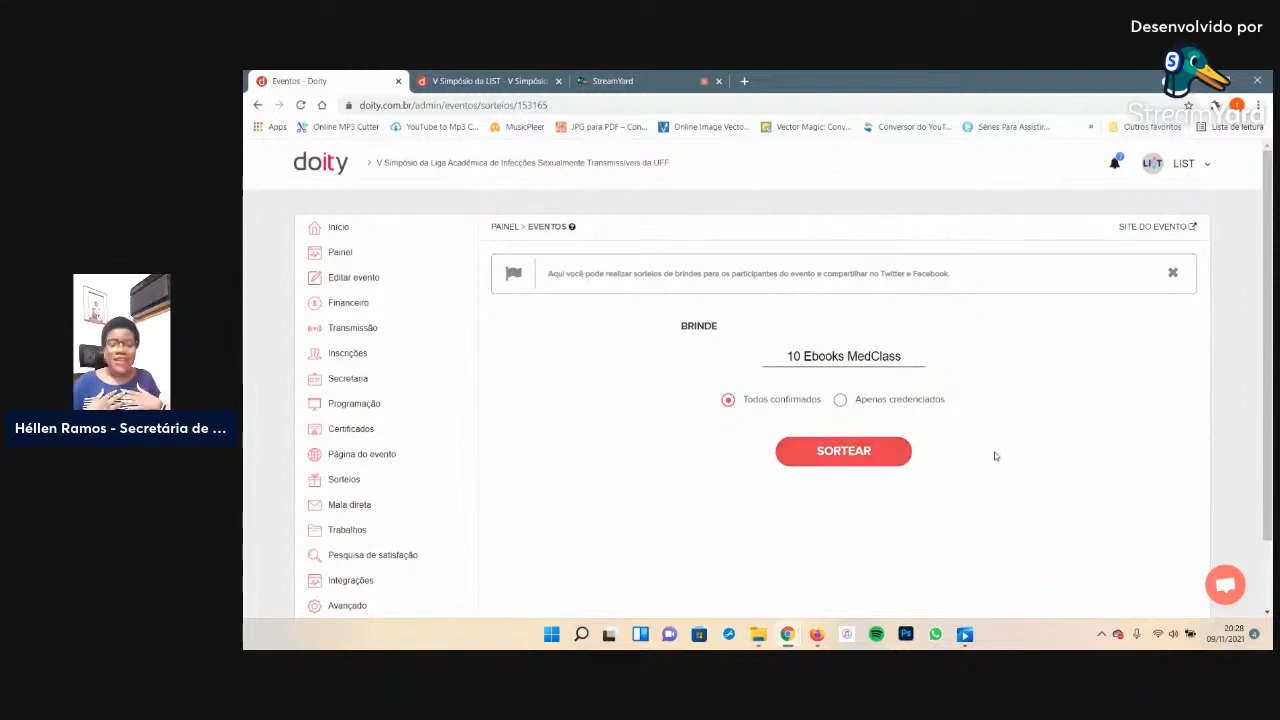 Desenvolvido por
StreamYard
Eventos - Doity
V Simpósio da LIST - V Simpósio
StreamYard
doity.com.br/admin/eventos/sorteios/153165
Apps
Online MP3 Cutter
YouTube to Mp3 C...
MusicPleer
JPG para PDF – Con...
Online Image Vecto...
Vector Magic: Conv...
Conversor do YouT...
Séries Para Assistir...
»
Outros favoritos
Lista de leitura
doity
V Simpósio da Liga Acadêmica de Infecções Sexualmente Transmissíveis da UFF
LIST
LIST
Início
Painel
Editar evento
Financeiro
Transmissão
Inscrições
Secretaria
Programação
Certificados
Página do evento
Sorteios
Mala direta
Trabalhos
Pesquisa de satisfação
Integrações
Avançado
PAINEL > EVENTOS
SITE DO EVENTO
Aqui você pode realizar sorteios de brindes para os participantes do evento e compartilhar no Twitter e Facebook.
BRINDE
10 Ebooks MedClass
Todos confirmados
Apenas credenciados
SORTEAR
Héllen Ramos - Secretária de ...
Ps
20:28
09/11/2021
4